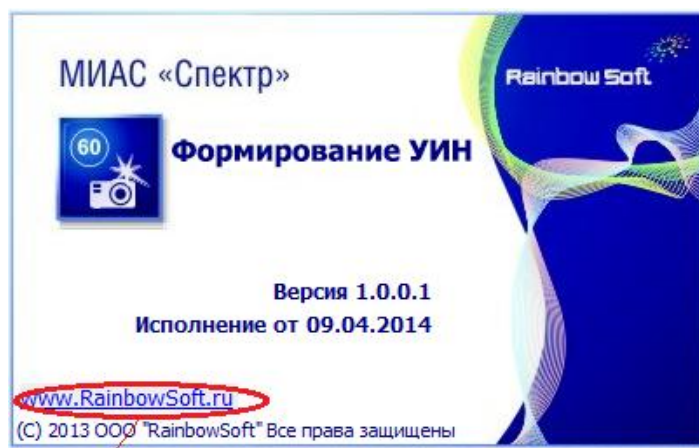 МИАС «Спектр»
Rainbow Soft
60
Формирование УИН
Версия 1.0.0.1
Исполнение от 09.04.2014
www.RainbowSoft.ru
(C) 2013 ООО "RainbowSoft" Все права защищены